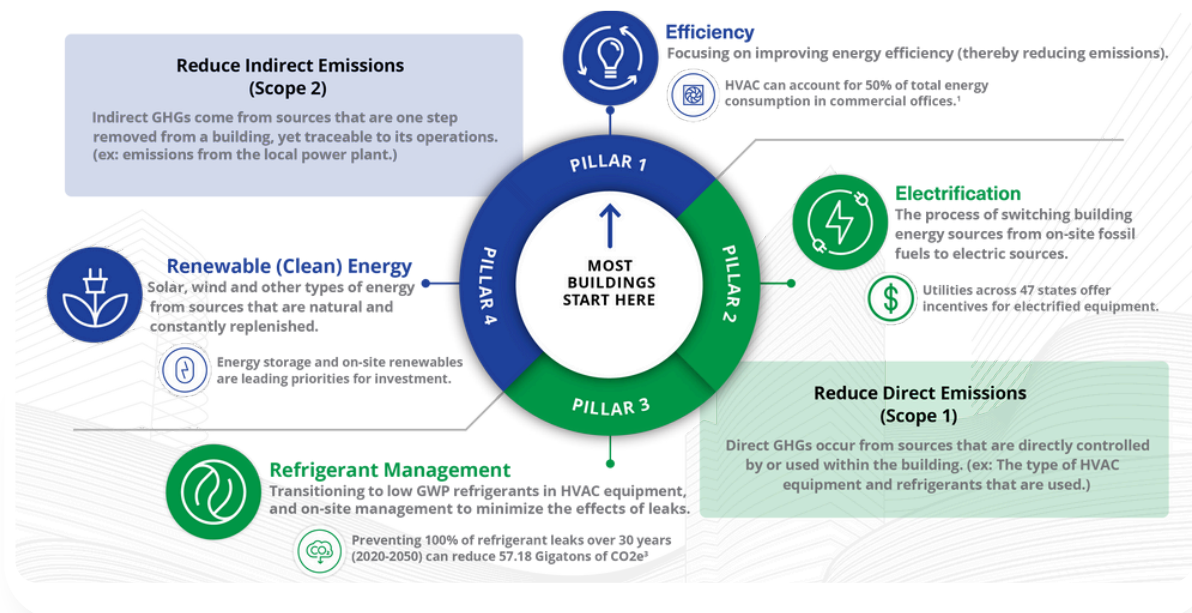 Efficiency
Focusing on improving energy efficiency (thereby reducing emissions).
HVAC can account for 50% of total energy
consumption in commercial offices.¹
Reduce Indirect Emissions
(Scope 2)
Indirect GHGs come from sources that are one step
removed from a building, yet traceable to its operations.
(ex: emissions from the local power plant.)
PILLAR 1
PILLAR 2
PILLAR 3
PILLAR 4
MOST
BUILDINGS
START HERE
Electrification
The process of switching building
energy sources from on-site fossil
fuels to electric sources.
$
Utilities across 47 states offer
incentives for electrified equipment.
Renewable (Clean) Energy
Solar, wind and other types of energy
from sources that are natural and
constantly replenished.
Energy storage and on-site renewables
are leading priorities for investment.
Reduce Direct Emissions
(Scope 1)
Direct GHGs occur from sources that are directly controlled
by or used within the building. (ex: The type of HVAC
equipment and refrigerants that are used.)
Refrigerant Management
Transitioning to low GWP refrigerants in HVAC equipment,
and on-site management to minimize the effects of leaks.
CO₂
Preventing 100% of refrigerant leaks over 30 years
(2020-2050) can reduce 57.18 Gigatons of CO2e³